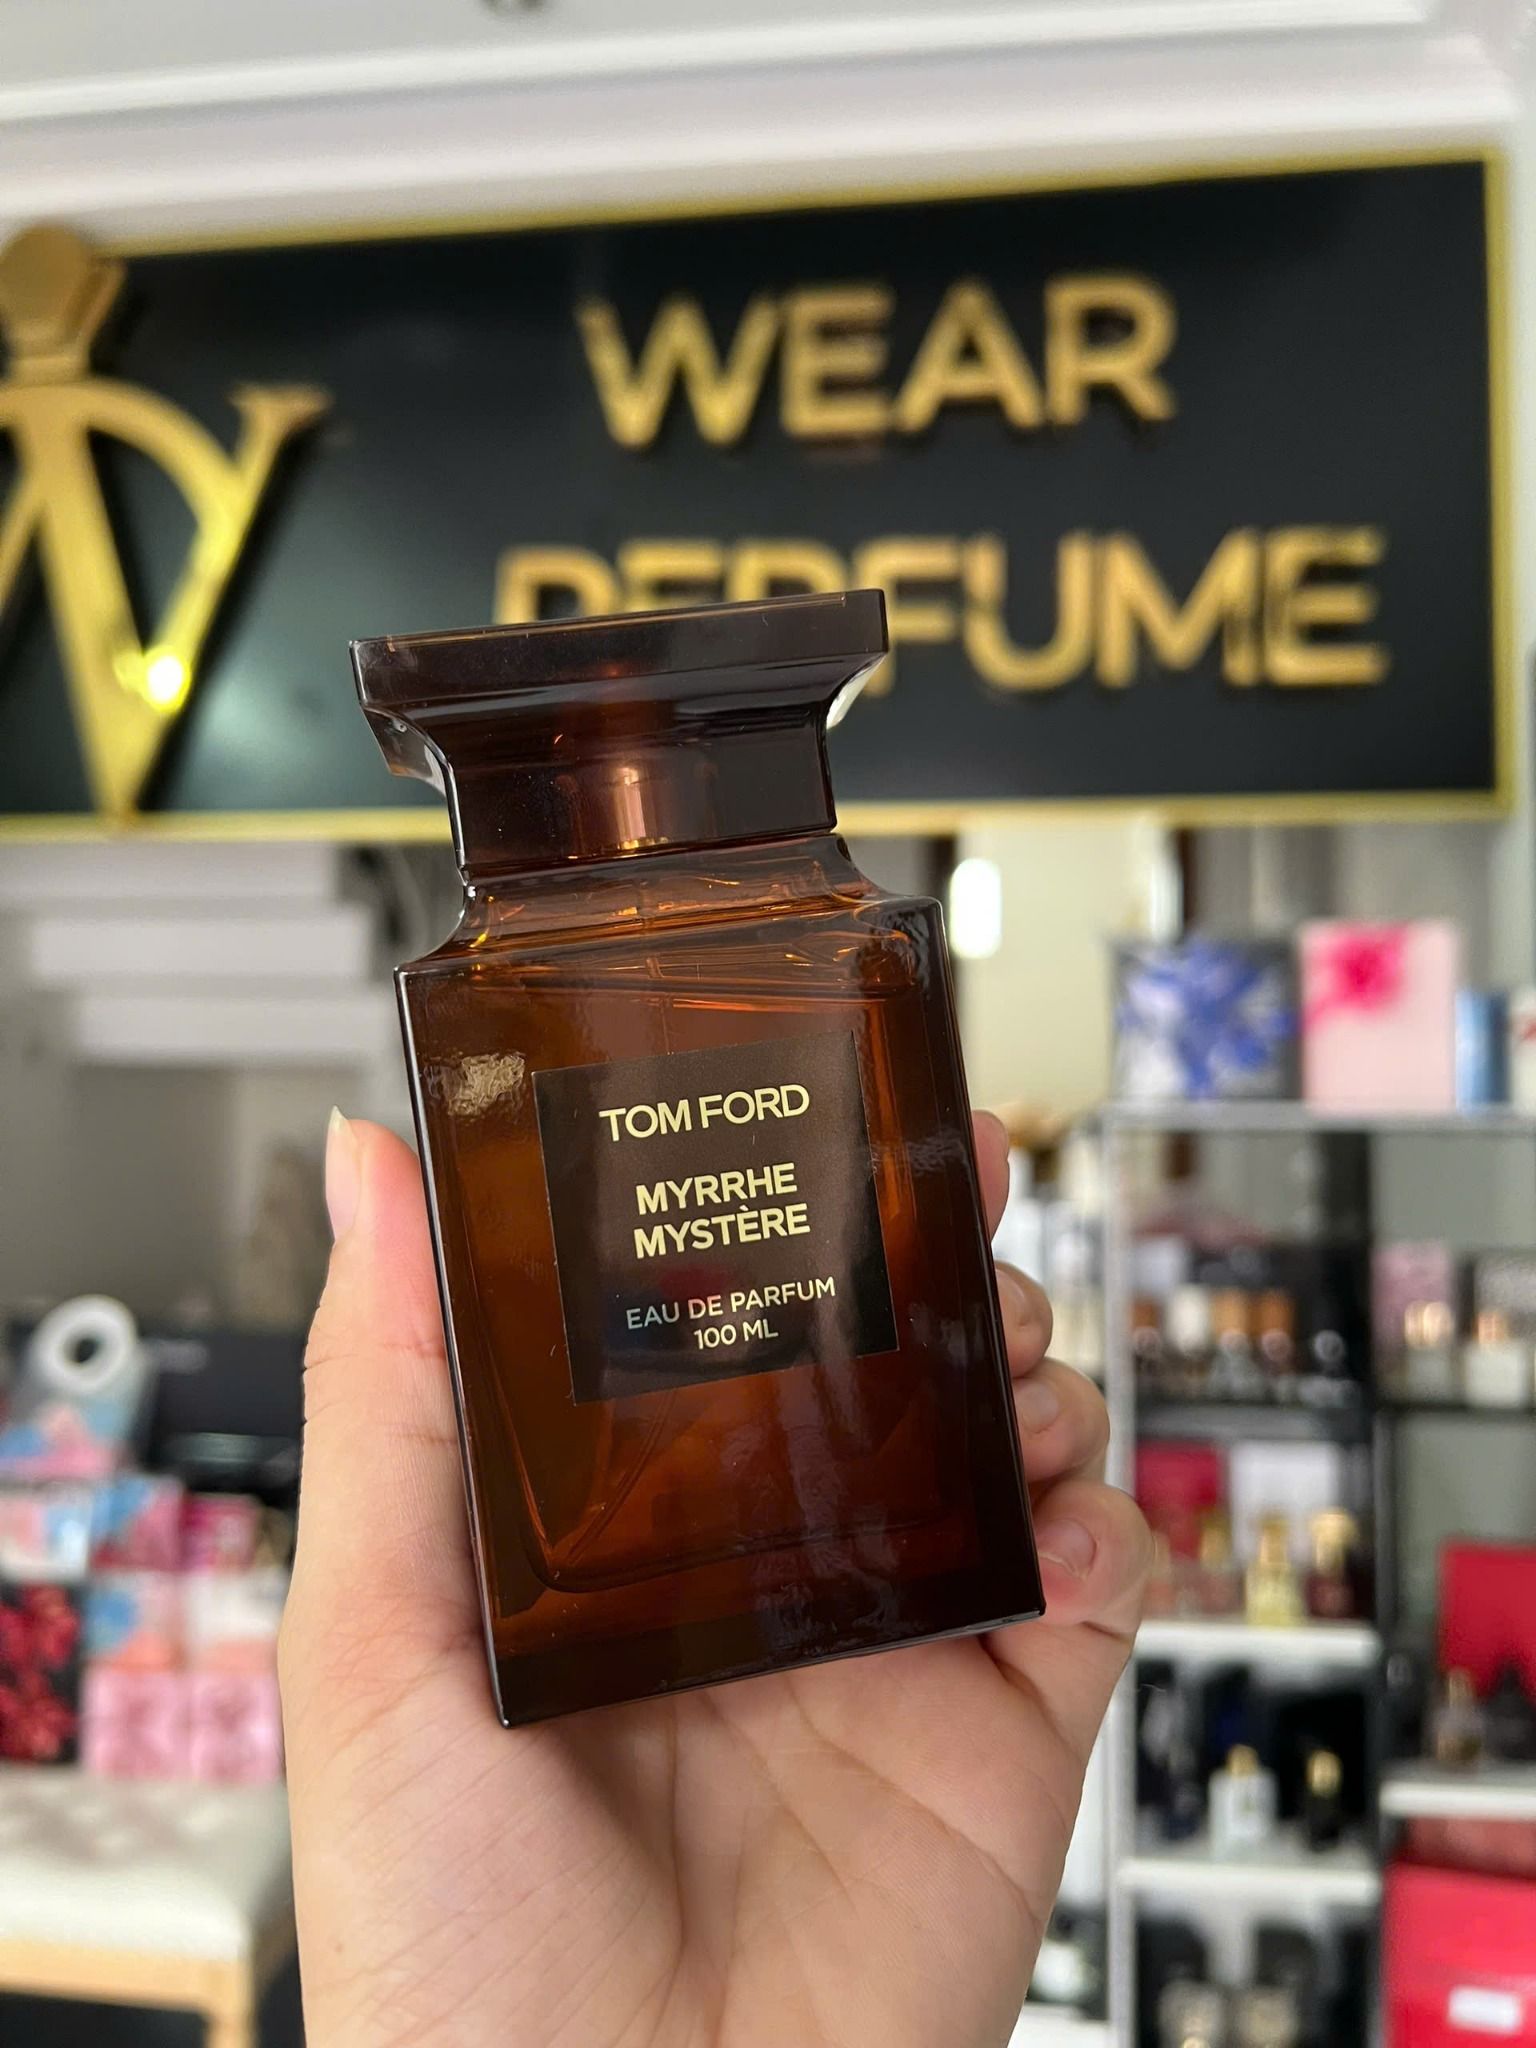 WEAR
PERFUME
TOM FORD
MYRRHE
MYSTÈRE
EAU DE PARFUM
100 ML